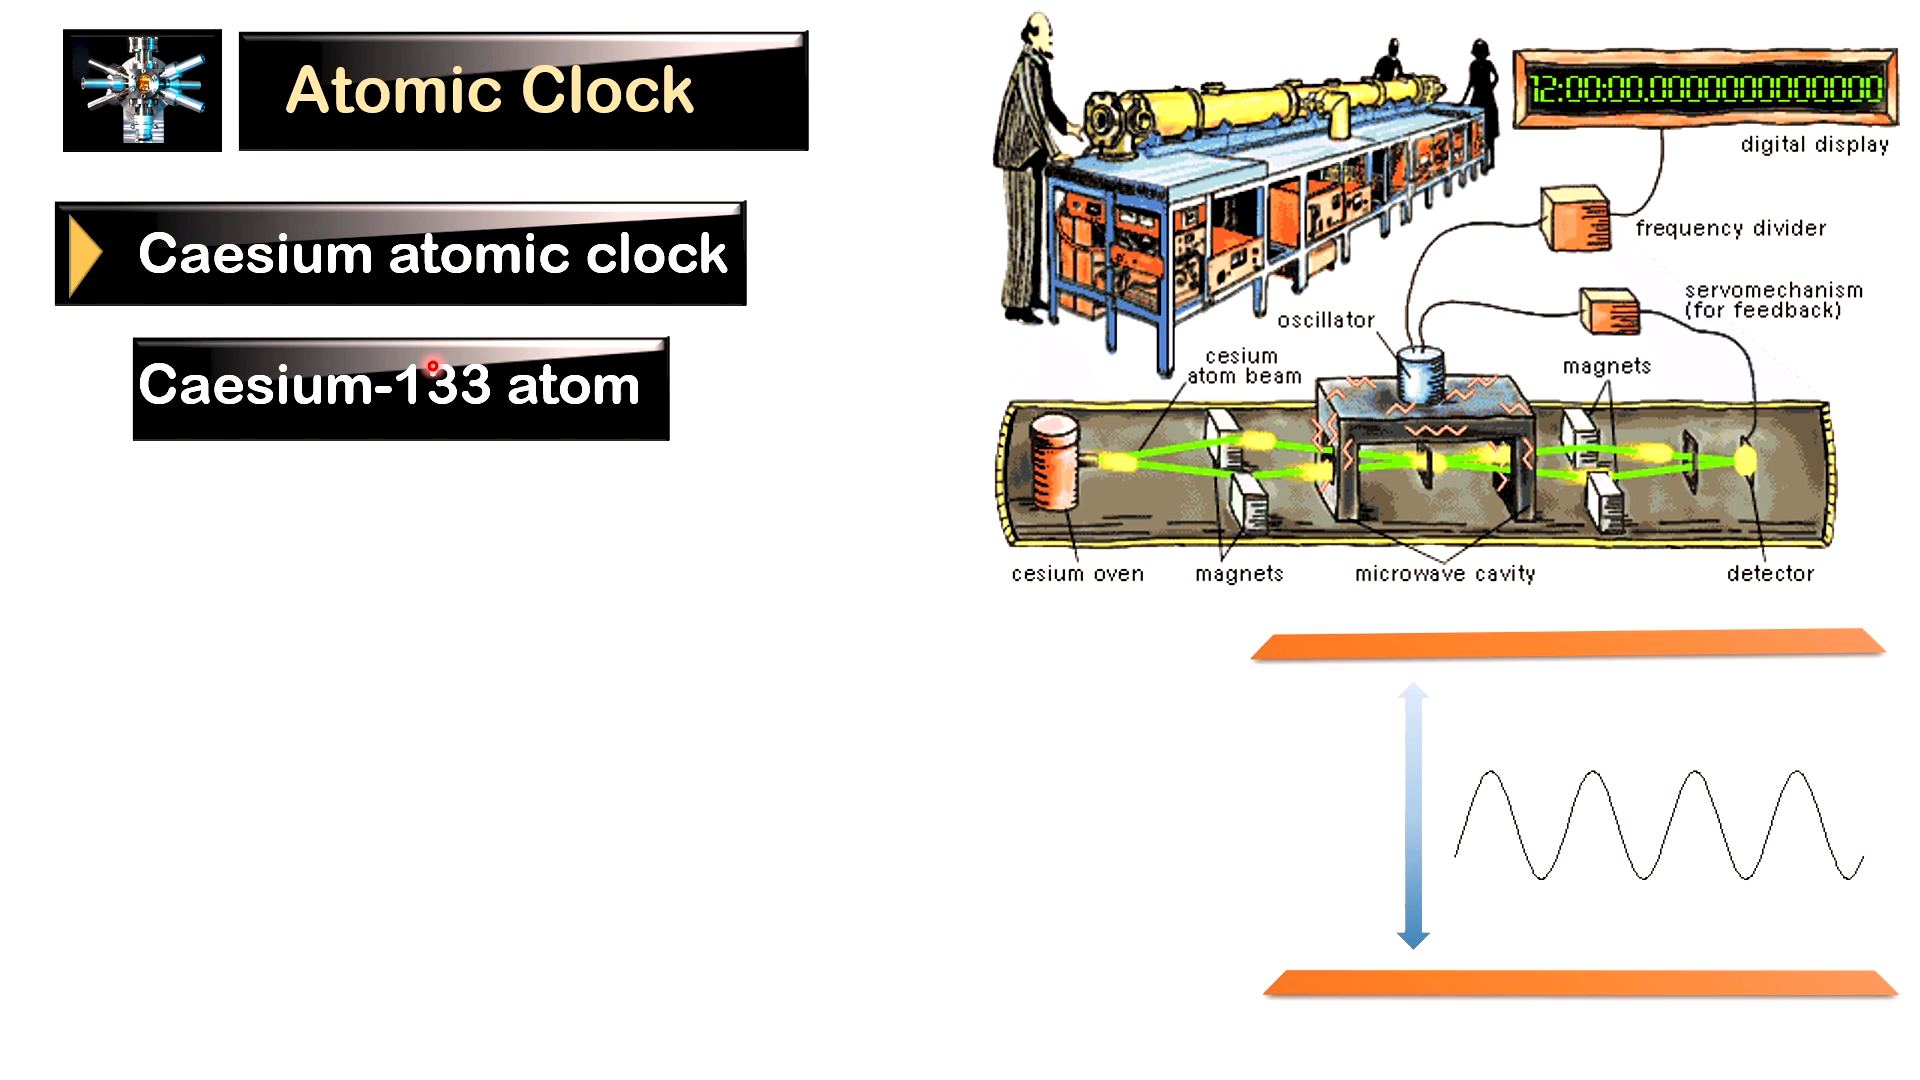 Atomic Clock
Caesium atomic clock
Caesium-133 atom
12:00:00.0000000000000
digital display
frequency divider
servomechanism
(for feedback)
oscillator
cesium
atom beam
magnets
cesium oven
magnets
microwave cavity
detector